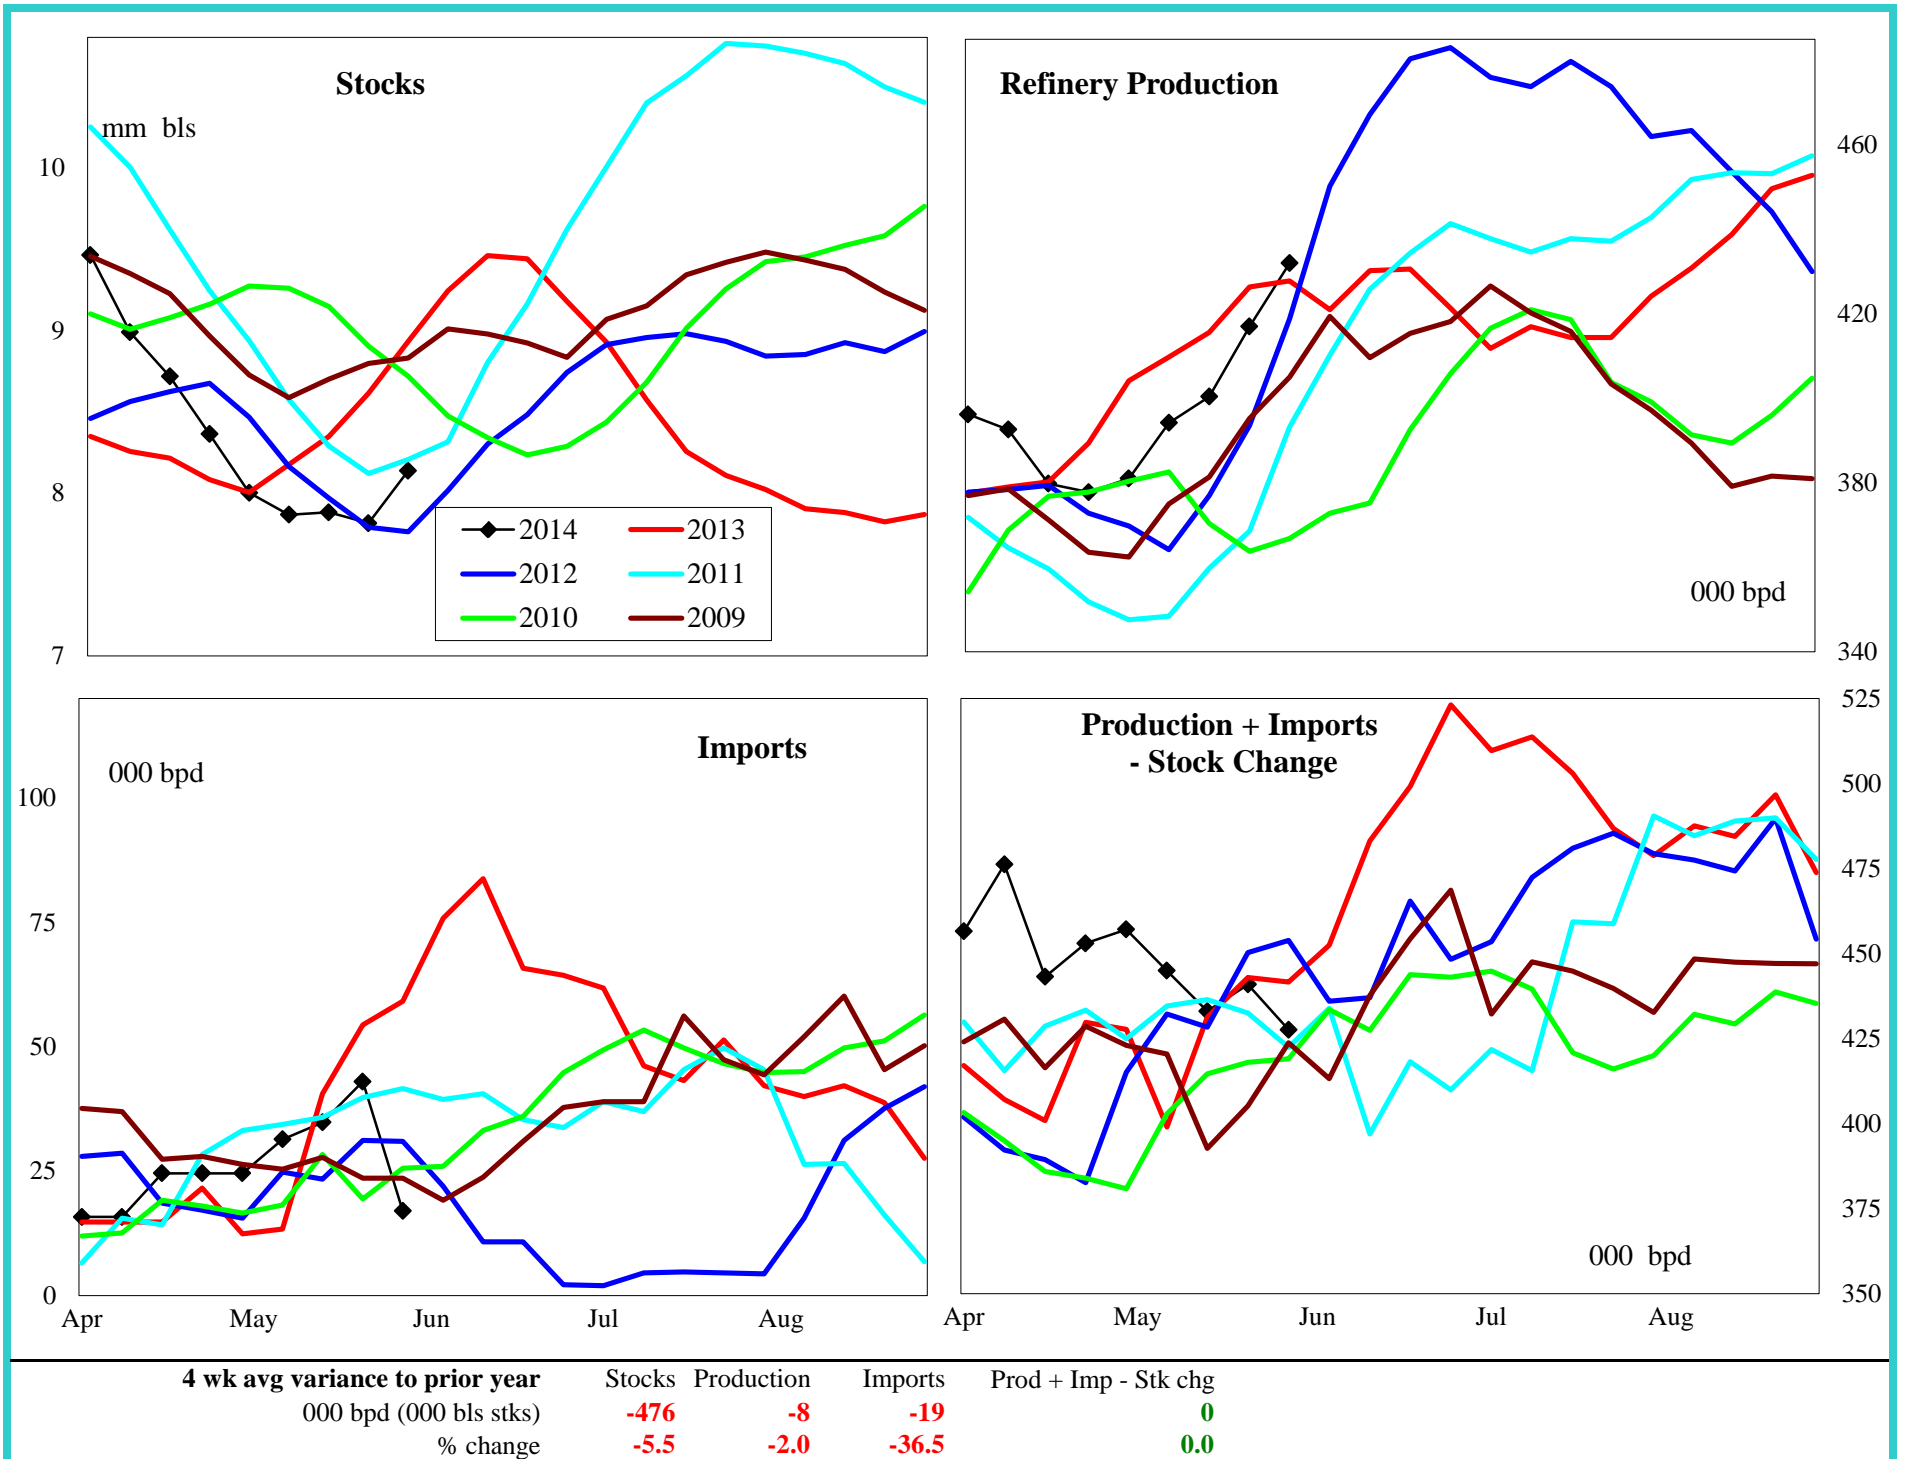 Stocks
mm bls
10
9
8
7
2014
2013
2012
2011
2010
2009
Refinery Production
460
420
380
340
000 bpd
Imports
000 bpd
100
75
50
25
0
Apr May Jun Jul Aug
Production + Imports
- Stock Change
525
500
475
450
425
400
375
350
000 bpd
Apr May Jun Jul Aug
4 wk avg variance to prior year Stocks Production Imports Prod + Imp - Stk chg
000 bpd (000 bls stks) -476 -8 -19 0
% change -5.5 -2.0 -36.5 0.0